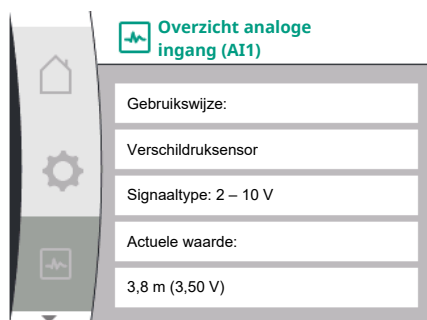 Overzicht analoge
ingang (AI1)
Gebruikswijze:
Verschildruksensor
Signaaltype: 2 – 10 V
Actuele waarde:
3,8 m (3,50 V)